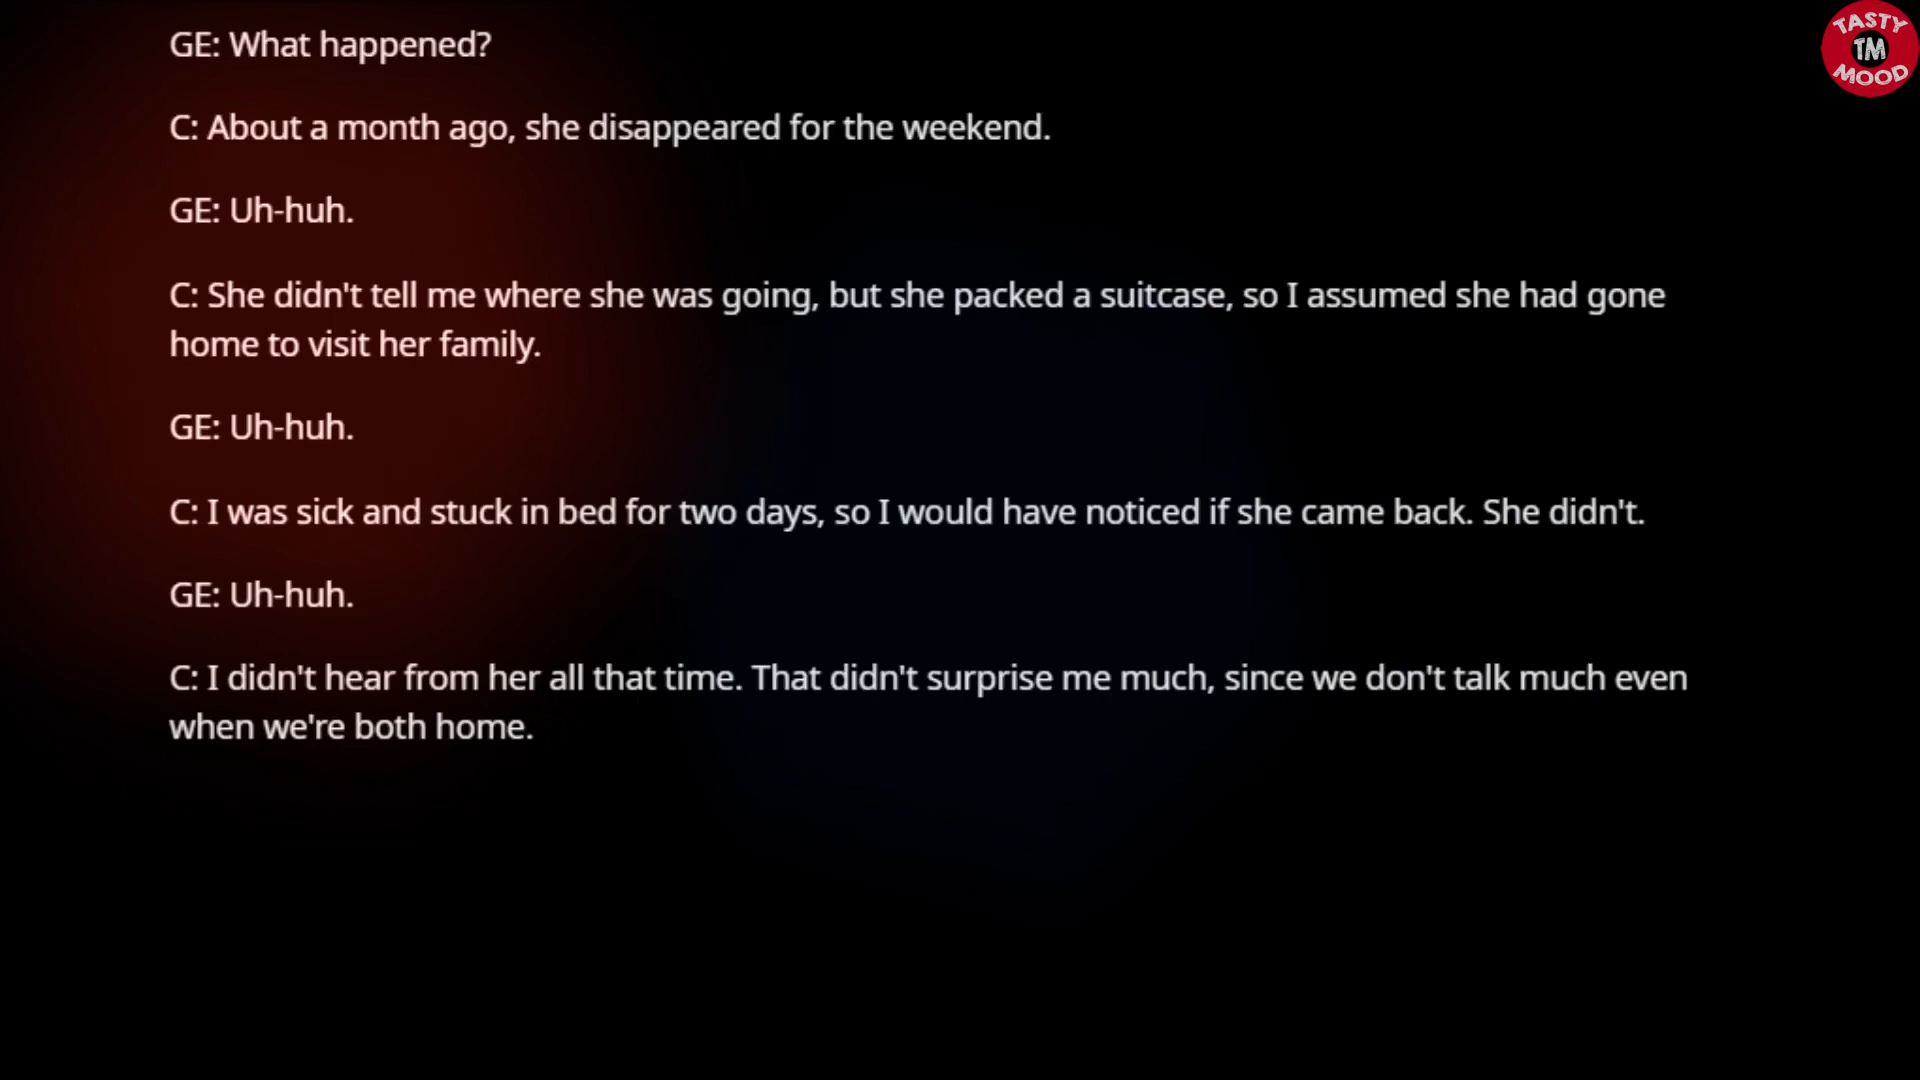 GE: What happened?
C: About a month ago, she disappeared for the weekend.
GE: Uh-huh.
C: She didn't tell me where she was going, but she packed a suitcase, so I assumed she had gone
home to visit her family.
GE: Uh-huh.
C: I was sick and stuck in bed for two days, so I would have noticed if she came back. She didn't.
GE: Uh-huh.
C: I didn't hear from her all that time. That didn't surprise me much, since we don't talk much even
when we're both home.
TASTY
TM
MOOD